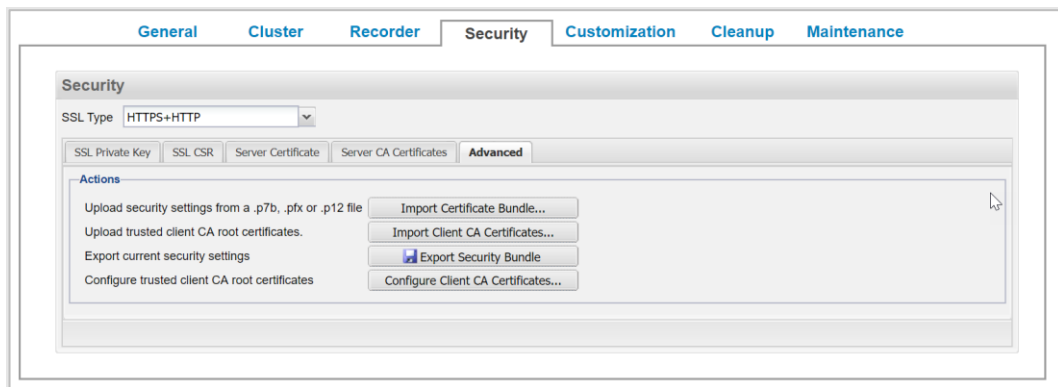 General Cluster Recorder Security Customization Cleanup Maintenance
Security
SSL Type HTTPS+HTTP
SSL Private Key SSL CSR Server Certificate Server CA Certificates Advanced
Actions
Upload security settings from a .p7b, .pfx or .p12 file Import Certificate Bundle...
Upload trusted client CA root certificates. Import Client CA Certificates...
Export current security settings Export Security Bundle
Configure trusted client CA root certificates Configure Client CA Certificates...